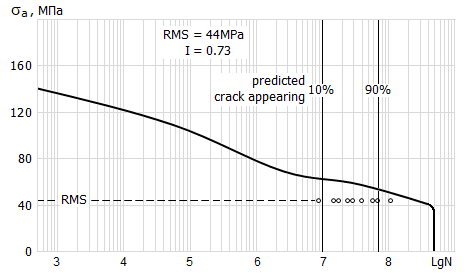 σa, МПа
RMS = 44MPa
I = 0.73
160
predicted
crack appearing
10%
90%
120
80
RMS
40
0
3 4 5 6 7 8 LgN